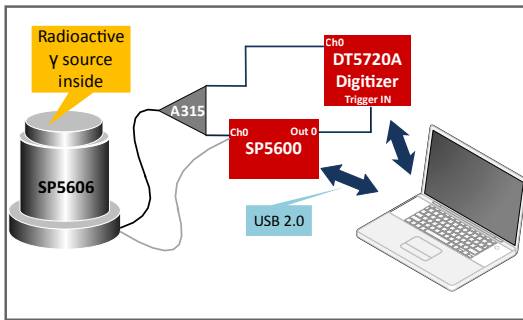 Radioactive
γ source
inside
Ch0
DT5720A
Digitizer
Trigger IN
A315
Ch0
Out 0
SP5600
SP5606
USB 2.0